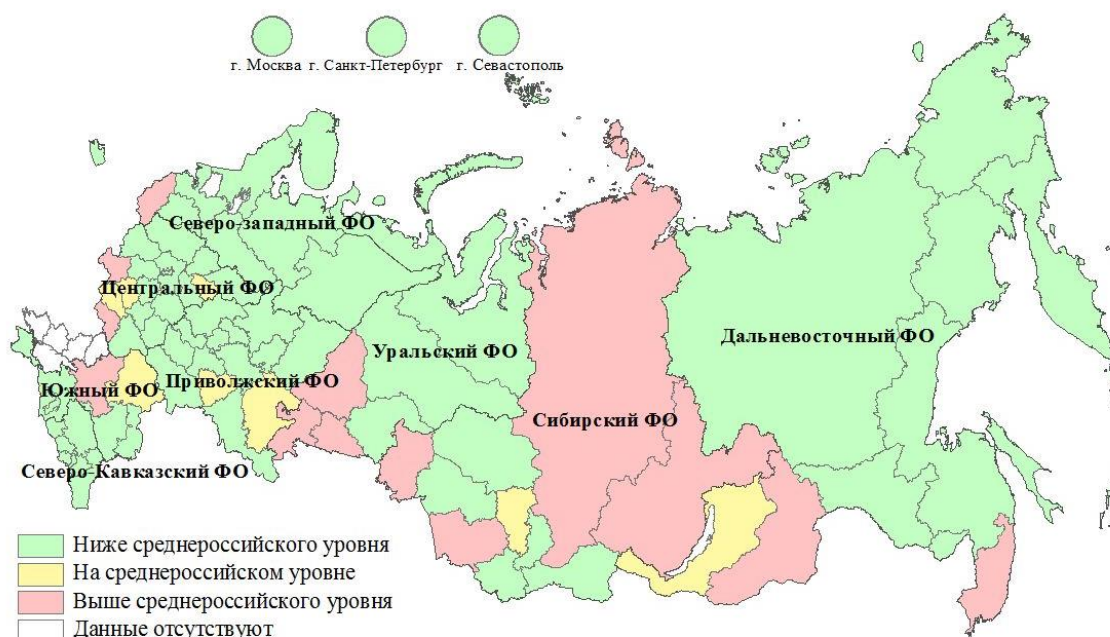 г. Москва г. Санкт-Петербург г. Севастополь
Северо-западный ФО
Центральный ФО
Дальневосточный ФО
Уральский ФО
Приволжский ФО
Южный ФО
Сибирский ФО
Северо-Кавказский ФО
Ниже среднероссийского уровня
На среднероссийском уровне
Выше среднероссийского уровня
Данные отсутствуют